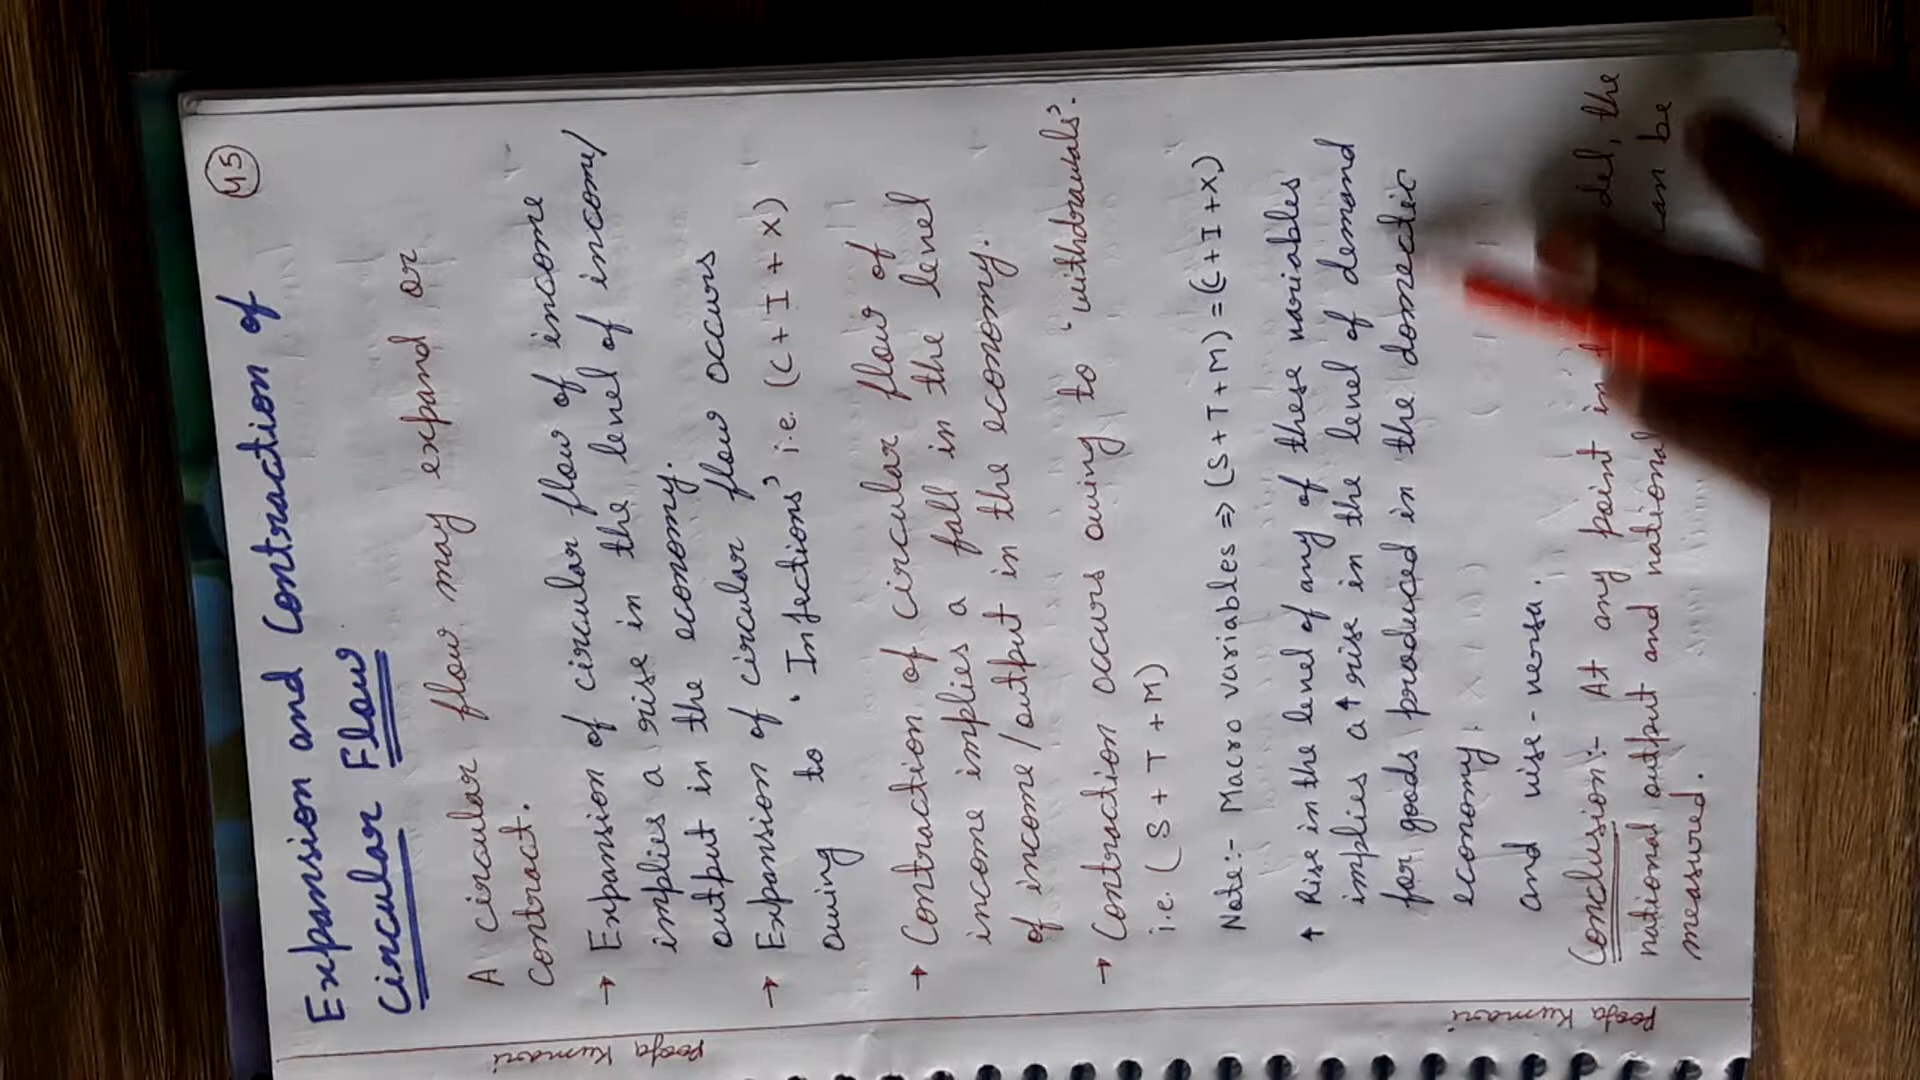 45
Expansion and Contraction of
Circular Flow
A circular flow may expand or
contract.
→ Expansion of circular flow of income
implies a rise in the level of income/
output in the economy.
→ Expansion of circular flow occurs
owing to 'Injections' i.e. (C + I + X)
→ Contraction of circular flow of
income implies a fall in the level
of income/output in the economy.
→ Contraction occurs owing to 'withdrawals'.
i.e. (S + T + M)
Note:- Macro variables => (S+T+M) = (C+I+X)
↑ Rise in the level of any of these variables
implies a ↑ rise in the level of demand
for goods produced in the domestic
economy.
and vise-versa.
Conclusion:- At any point in the
national output and national can be
measured.
Pooja Kumari
Pooja Kumari